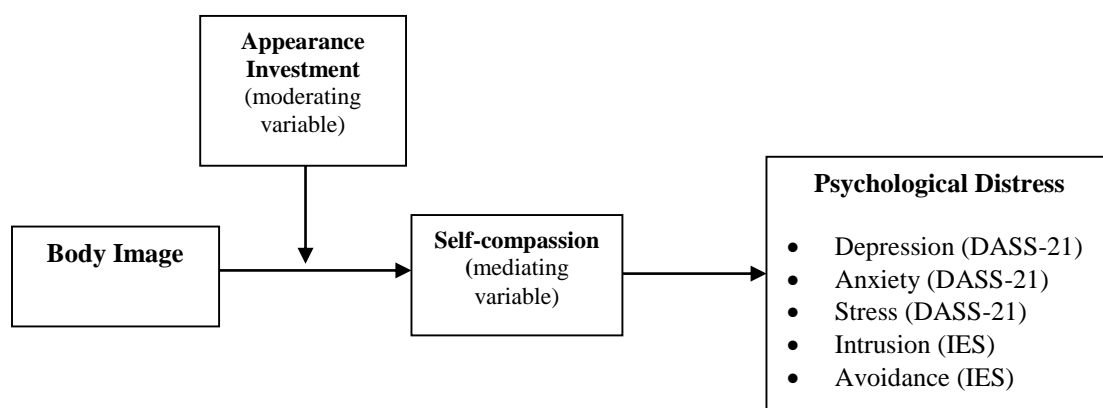 Appearance
Investment
(moderating
variable)
Body Image
Self-compassion
(mediating
variable)
Psychological Distress
• Depression (DASS-21)
• Anxiety (DASS-21)
• Stress (DASS-21)
• Intrusion (IES)
• Avoidance (IES)